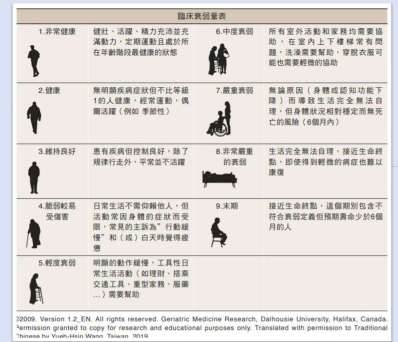 臨床衰弱量表
1.非常健康
健壯、活躍、精力充沛並充
滿動力，定期運動且處於所
在年齡階段最健康的狀態
6.中度衰弱
所有室外活動和家務均需要協
助，在室內上下樓梯常有問
題，洗澡需要幫助，穿脫衣服可
能也需要輕微的協助
2.健康
無明顯疾病症狀但不比等級
1的人健康，經常運動，偶
爾活躍（例如 季節性）
7.嚴重衰弱
無論原因（身體或認知功能下
降）而導致生活完全無法自
理，但身體狀況相對穩定而無死
亡的風險（6個月內）
3.維持良好
患有疾病但控制良好，除了
規律行走外，平常並不活躍
8.非常嚴重
的衰弱
生活完全無法自理，接近生命終
點，即使得到輕微的病症也難以
康復
4.脆弱較易
受傷害
日常生活不需仰賴他人，但
活動常因身體的症狀而受
限，常見的主訴為“行動緩
慢”和（或）白天時覺得疲
憊
9.末期
接近生命終點，這個期別包含不
符合衰弱定義但預期壽命少於6個
月的人
5.輕度衰弱
明顯的動作緩慢，工具性日
常生活活動（如理財、搭乘
交通工具、重型家務、服藥
…）需要幫助
©2009. Version 1.2_EN. All rights reserved. Geriatric Medicine Research, Dalhousie University, Halifax, Canada.
Permission granted to copy for research and educational purposes only. Translated with permission to Traditional
Chinese by Yueh-Hsin Wang, Taiwan, 2019